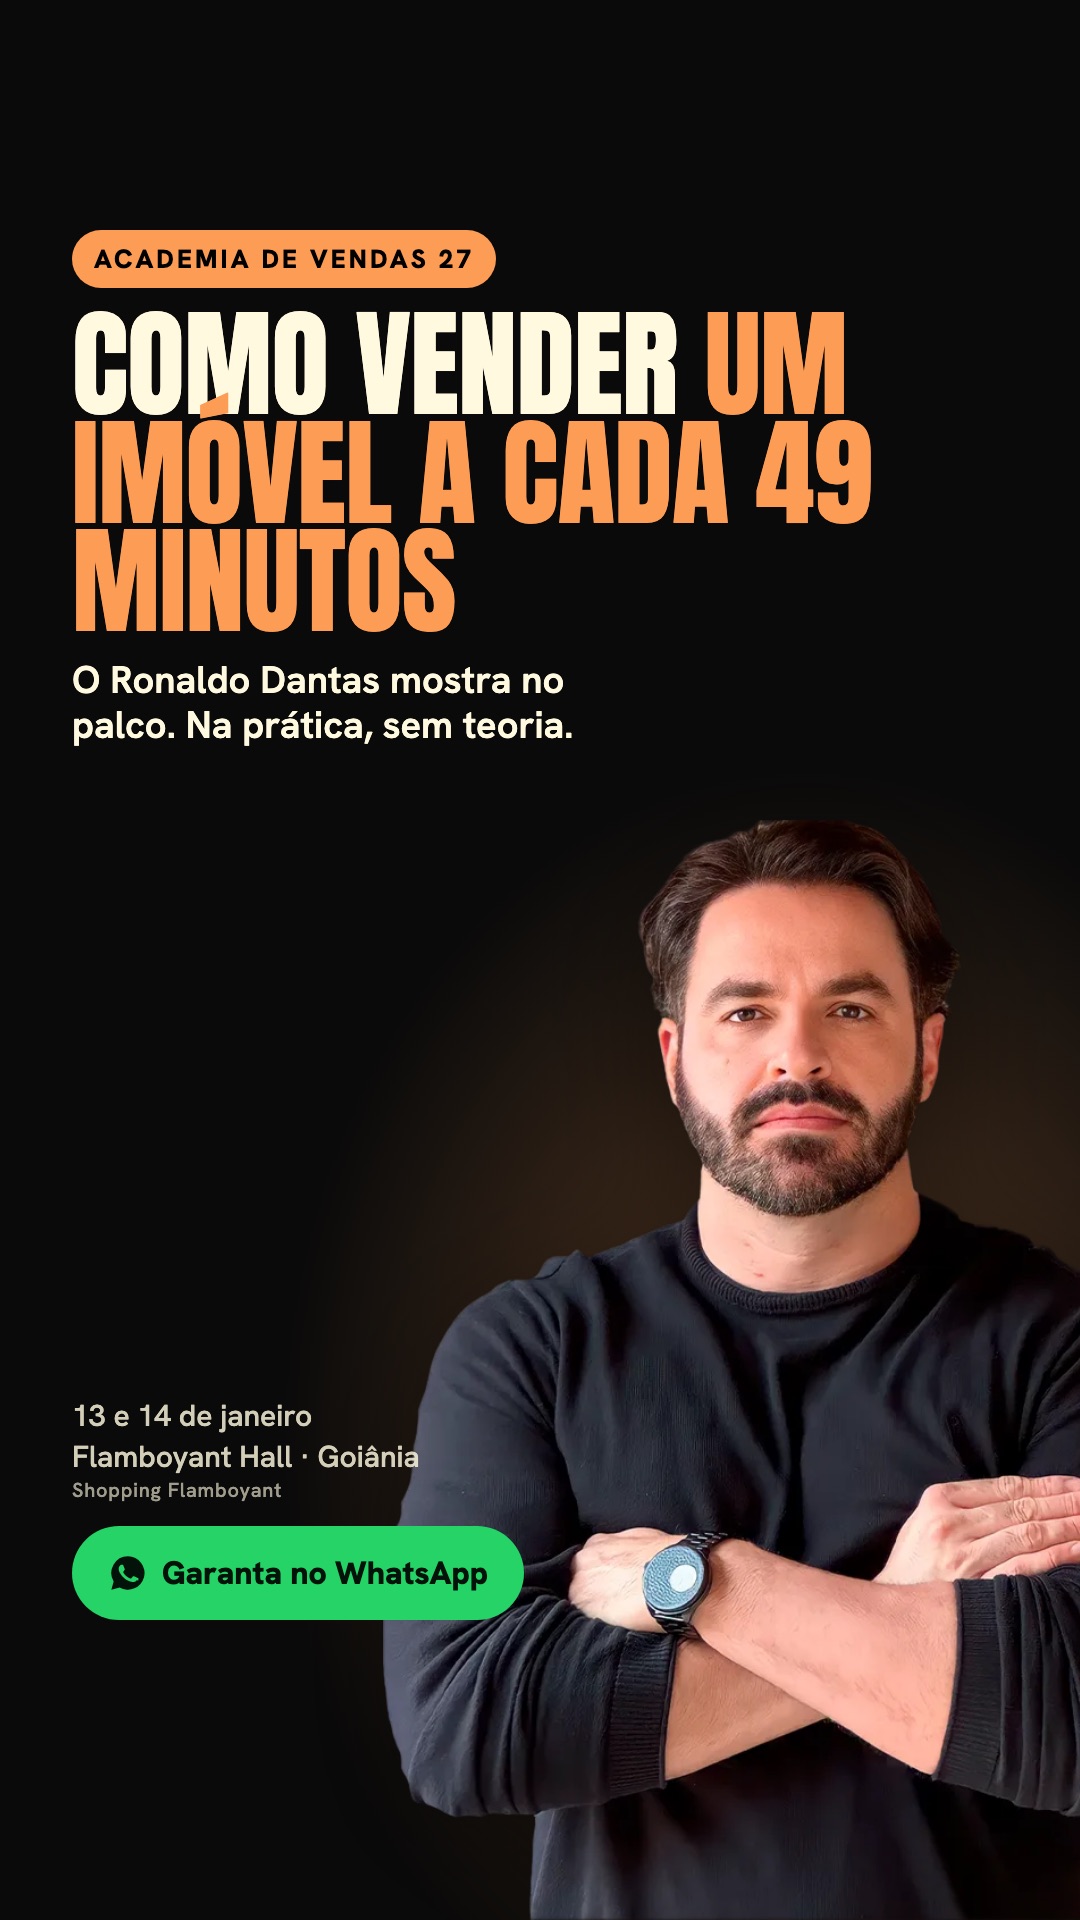 ACADEMIA DE VENDAS 27
COMO VENDER UM
IMÓVEL A CADA 49
MINUTOS
O Ronaldo Dantas mostra no
palco. Na prática, sem teoria.
13 e 14 de janeiro
Flamboyant Hall · Goiânia
Shopping Flamboyant
Garanta no WhatsApp